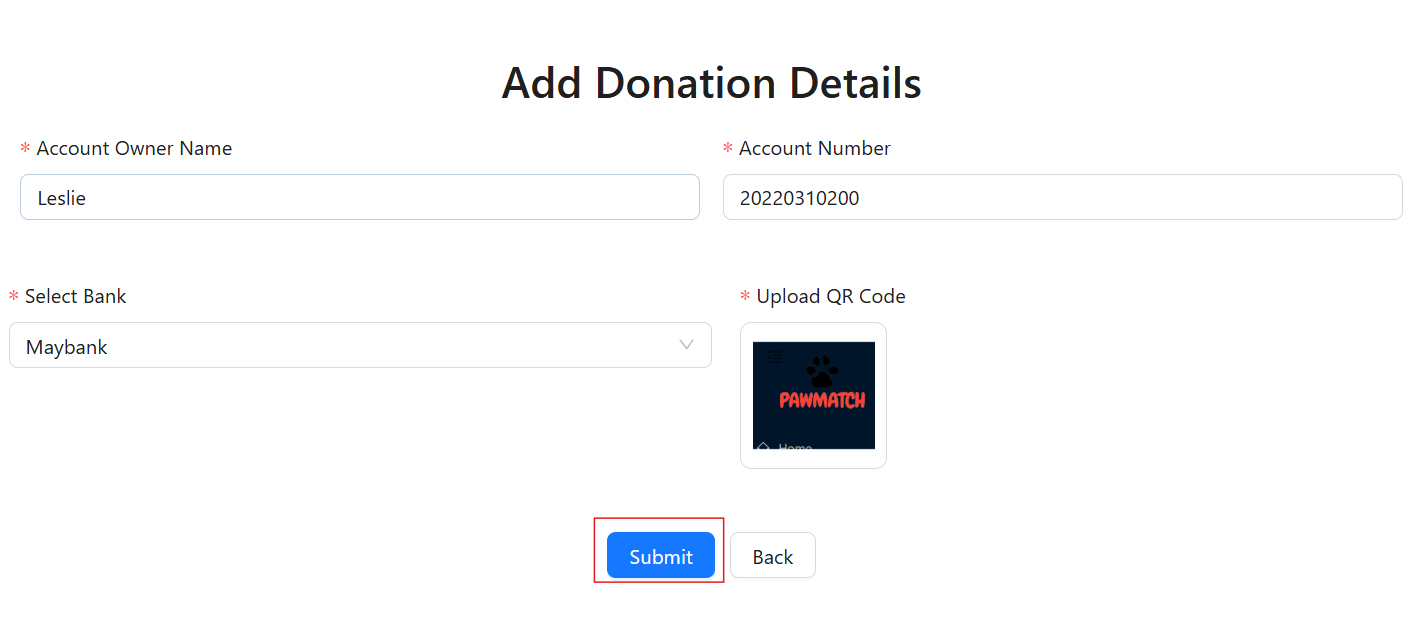 Add Donation Details
* Account Owner Name
* Account Number
Leslie
20220310200
* Select Bank
* Upload QR Code
Maybank
PAWMATCH
Home
Submit
Back